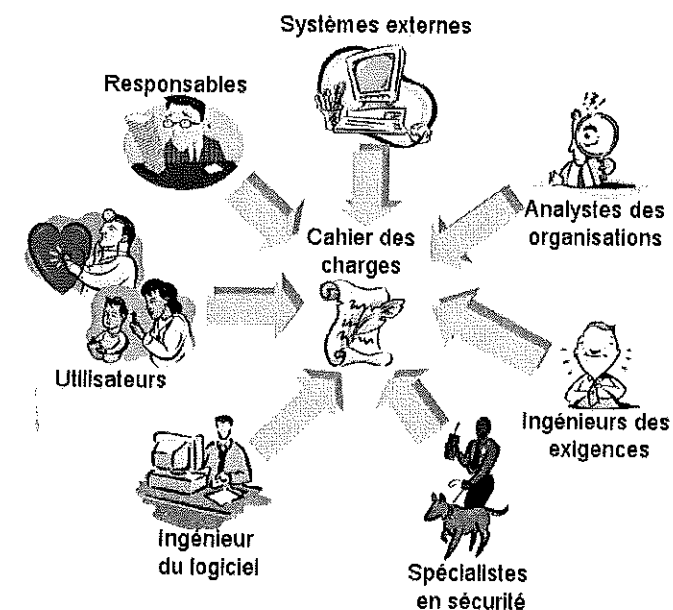 Systèmes externes
Responsables
Analystes des
organisations
Cahier des
charges
Utilisateurs
Ingénieurs des
exigences
Ingénieur
du logiciel
Spécialistes
en sécurité